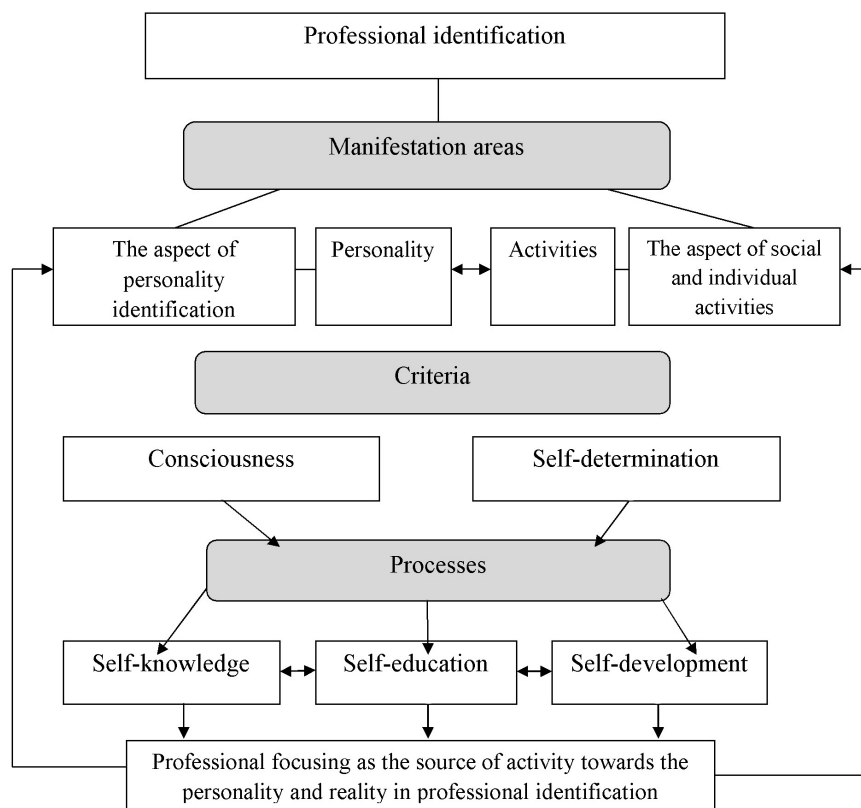 Professional identification
Manifestation areas
The aspect of
personality
identification
Personality
Activities
The aspect of social
and individual
activities
Criteria
Consciousness
Self-determination
Processes
Self-knowledge
Self-education
Self-development
Professional focusing as the source of activity towards the
personality and reality in professional identification